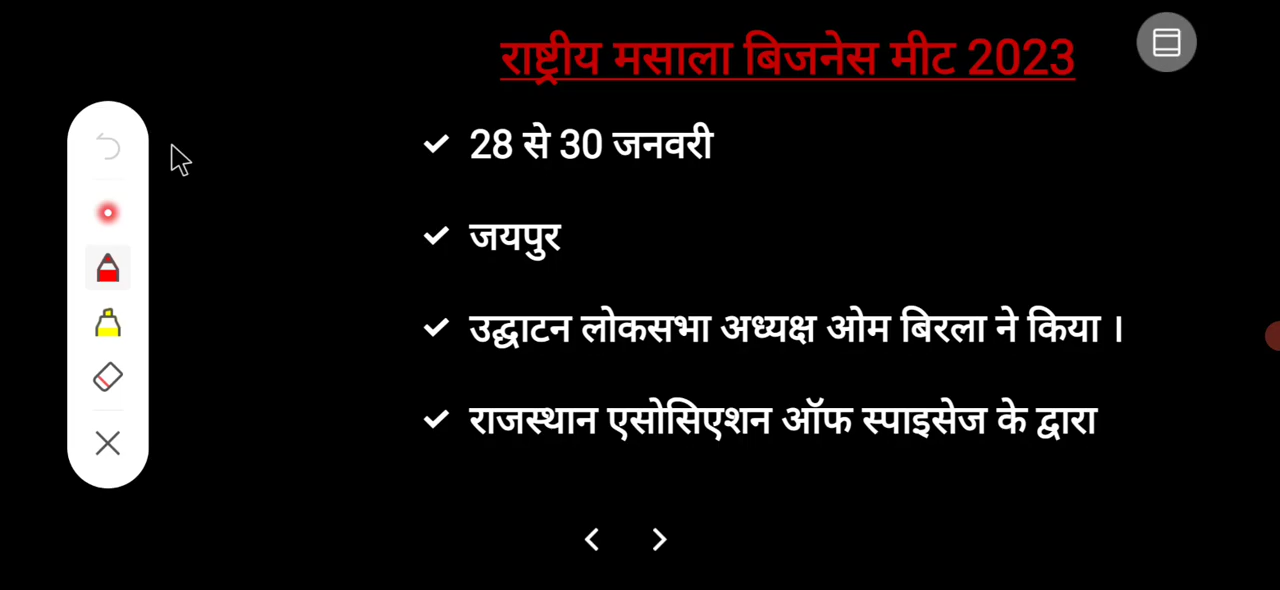 राष्ट्रीय मसाला बिजनेस मीट 2023
28 से 30 जनवरी
जयपुर
उद्घाटन लोकसभा अध्यक्ष ओम बिरला ने किया ।
राजस्थान एसोसिएशन ऑफ स्पाइसेज के द्वारा